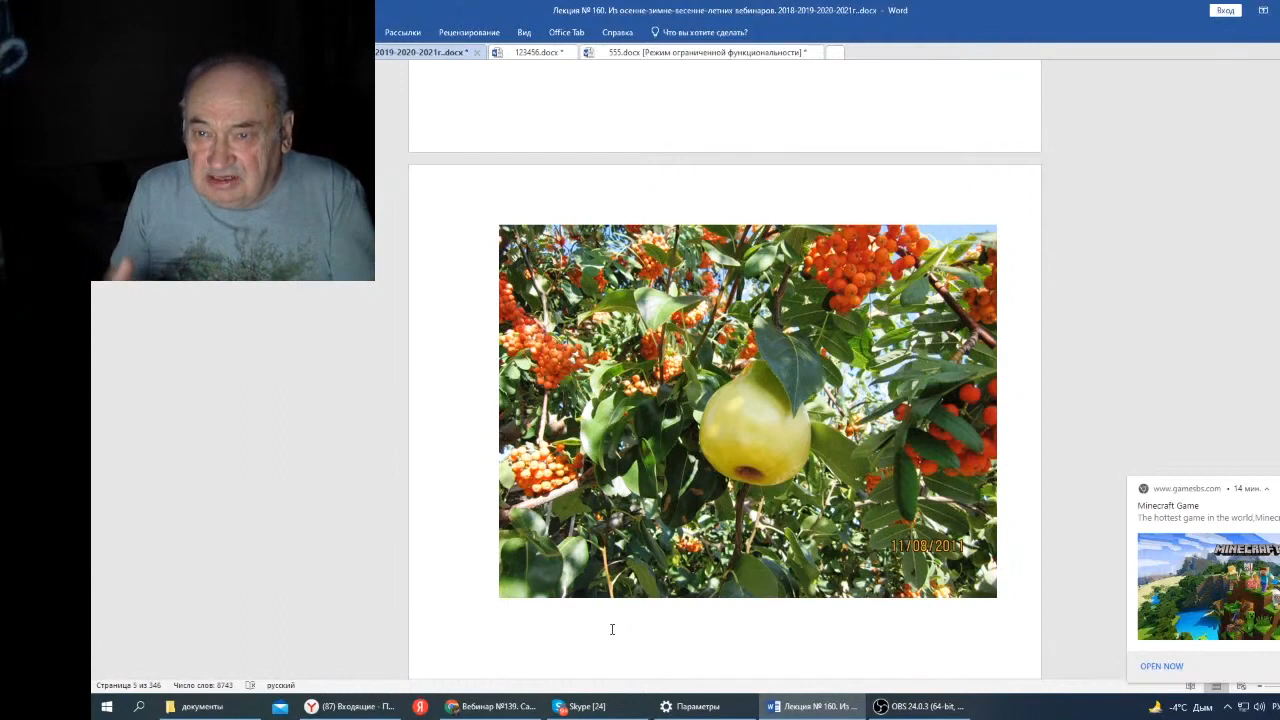 Лекция № 160. Из осенне-зимне-весенне-летних вебинаров. 2018-2019-2020-2021г..docx - Word
Вход
Рассылки Рецензирование Вид Office Tab Справка Что вы хотите сделать?
2019-2020-2021г..docx *
123456.docx *
555.docx [Режим ограниченной функциональности] *
11/08/2011
www.gamesbs.com • 14 мин.
Minecraft Game
The hottest game in the world,Minec
MINECRAF
OPEN NOW
Страница 5 из 346 Число слов: 8743 русский
документы
(87) Входящие - П...
Я
Вебинар №139. Са...
99+
Skype [24]
Параметры
Лекция № 160. Из ...
OBS 24.0.3 (64-bit, ...
-4°C Дым